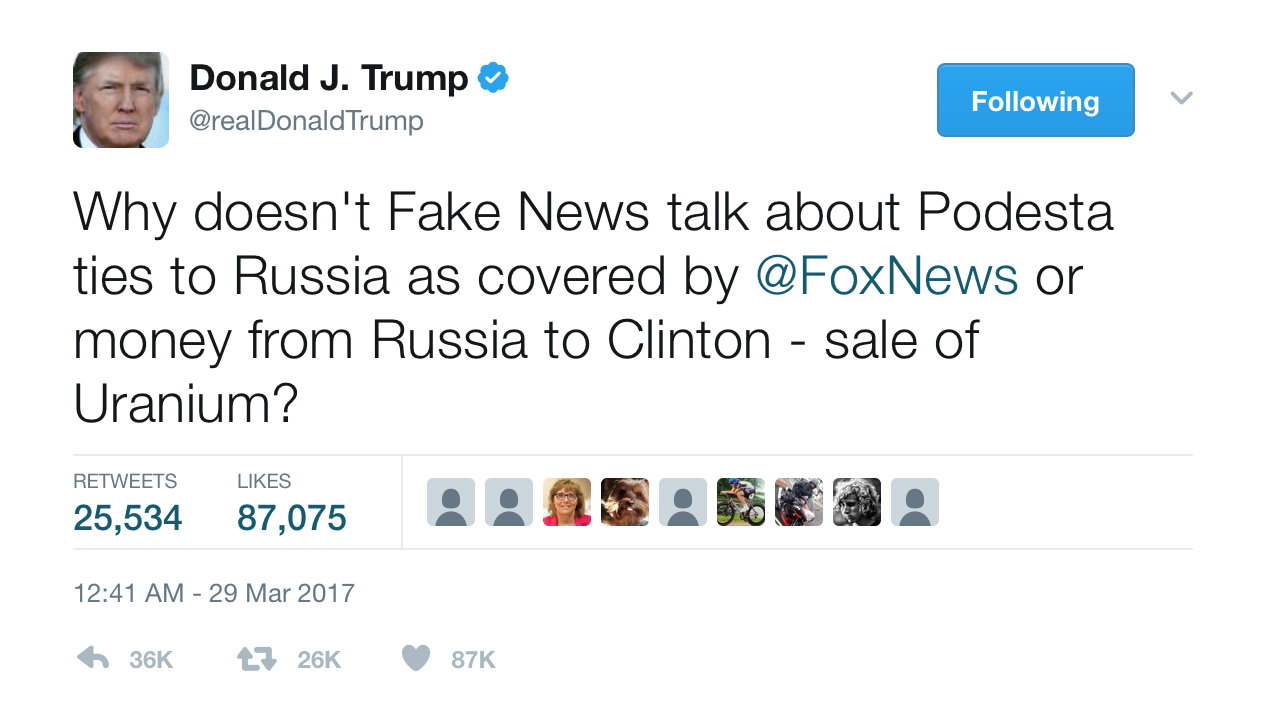 Donald J. Trump
@realDonaldTrump
Following
Why doesn't Fake News talk about Podesta
ties to Russia as covered by @FoxNews or
money from Russia to Clinton - sale of
Uranium?
RETWEETS LIKES
25,534 87,075
12:41 AM - 29 Mar 2017
36K 26K 87K